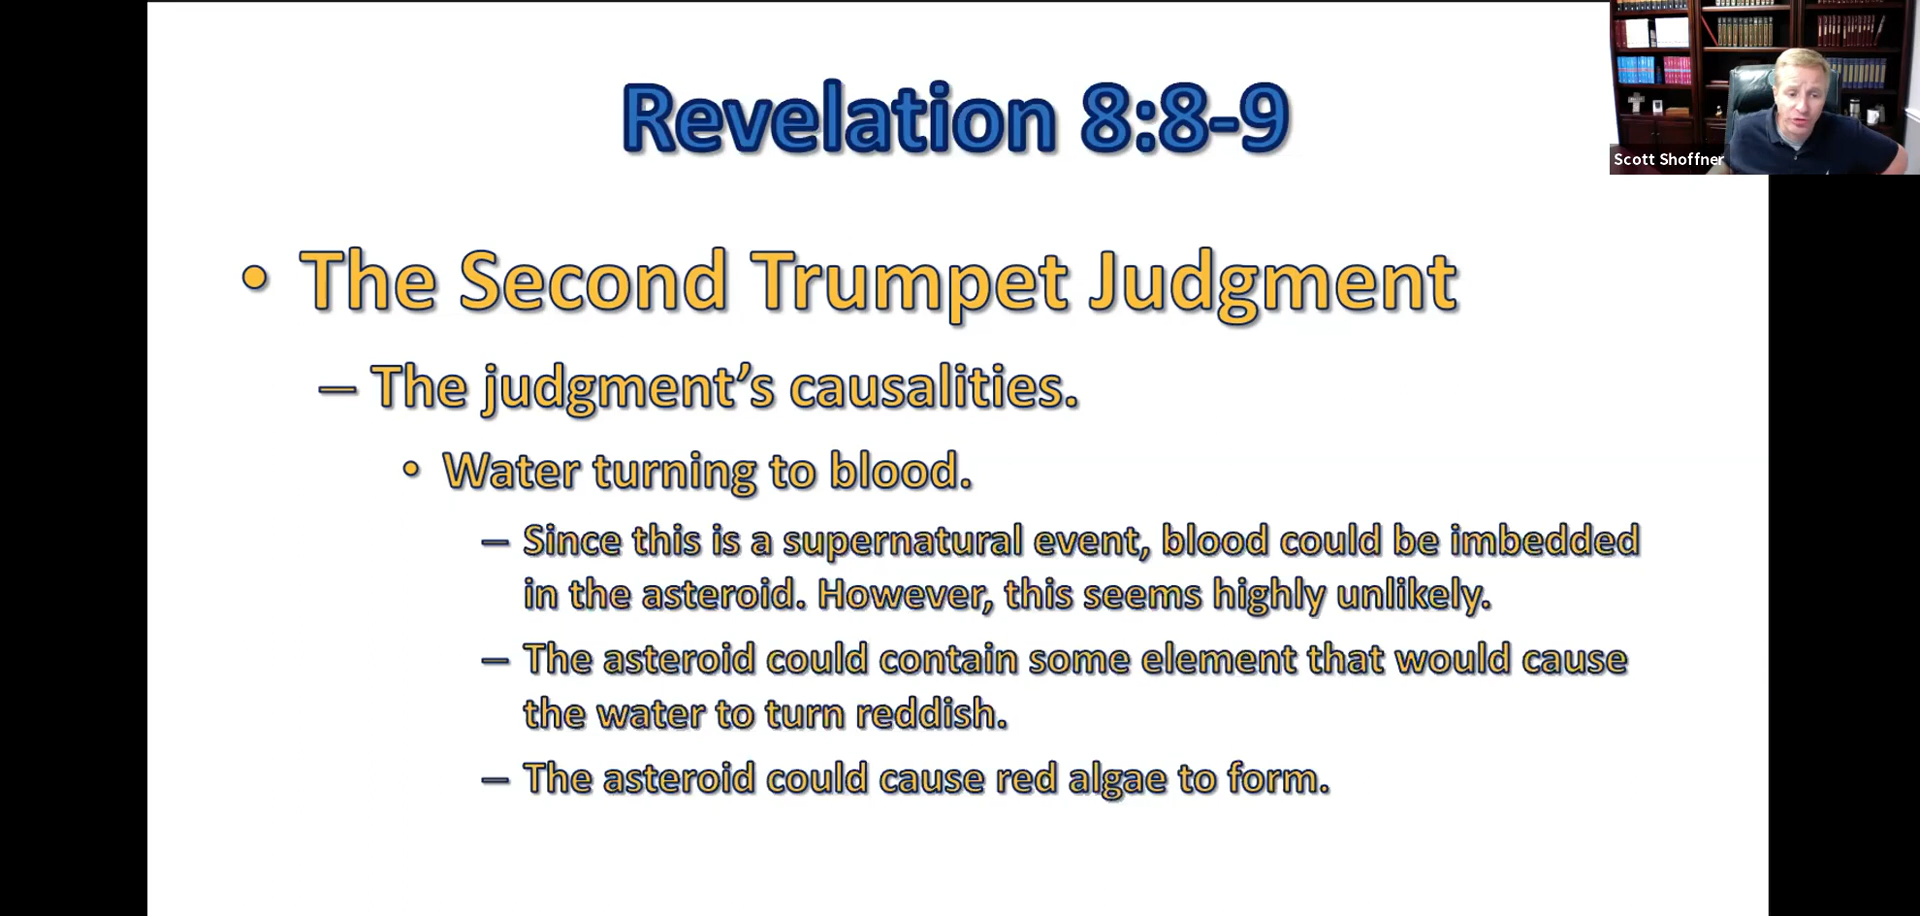 Revelation 8:8-9
Scott Shoffner
• The Second Trumpet Judgment
– The judgment’s causalities.
• Water turning to blood.
– Since this is a supernatural event, blood could be imbedded
in the asteroid. However, this seems highly unlikely.
– The asteroid could contain some element that would cause
the water to turn reddish.
– The asteroid could cause red algae to form.